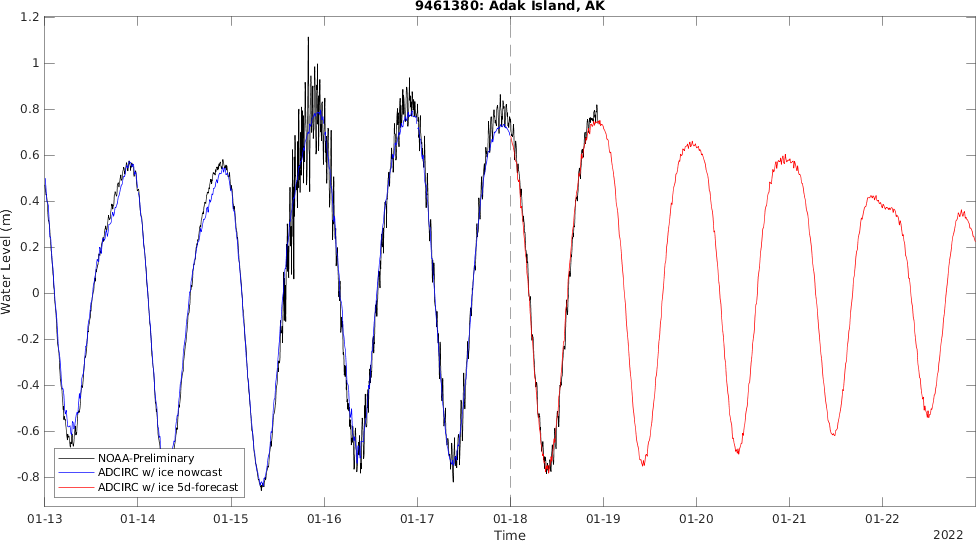 9461380: Adak Island, AK
1.2
1
0.8
0.6
0.4
0.2
0
-0.2
-0.4
-0.6
-0.8
Water Level (m)
NOAA-Preliminary
ADCIRC w/ ice nowcast
ADCIRC w/ ice 5d-forecast
01-13 01-14 01-15 01-16 01-17 01-18 01-19 01-20 01-21 01-22
Time
2022